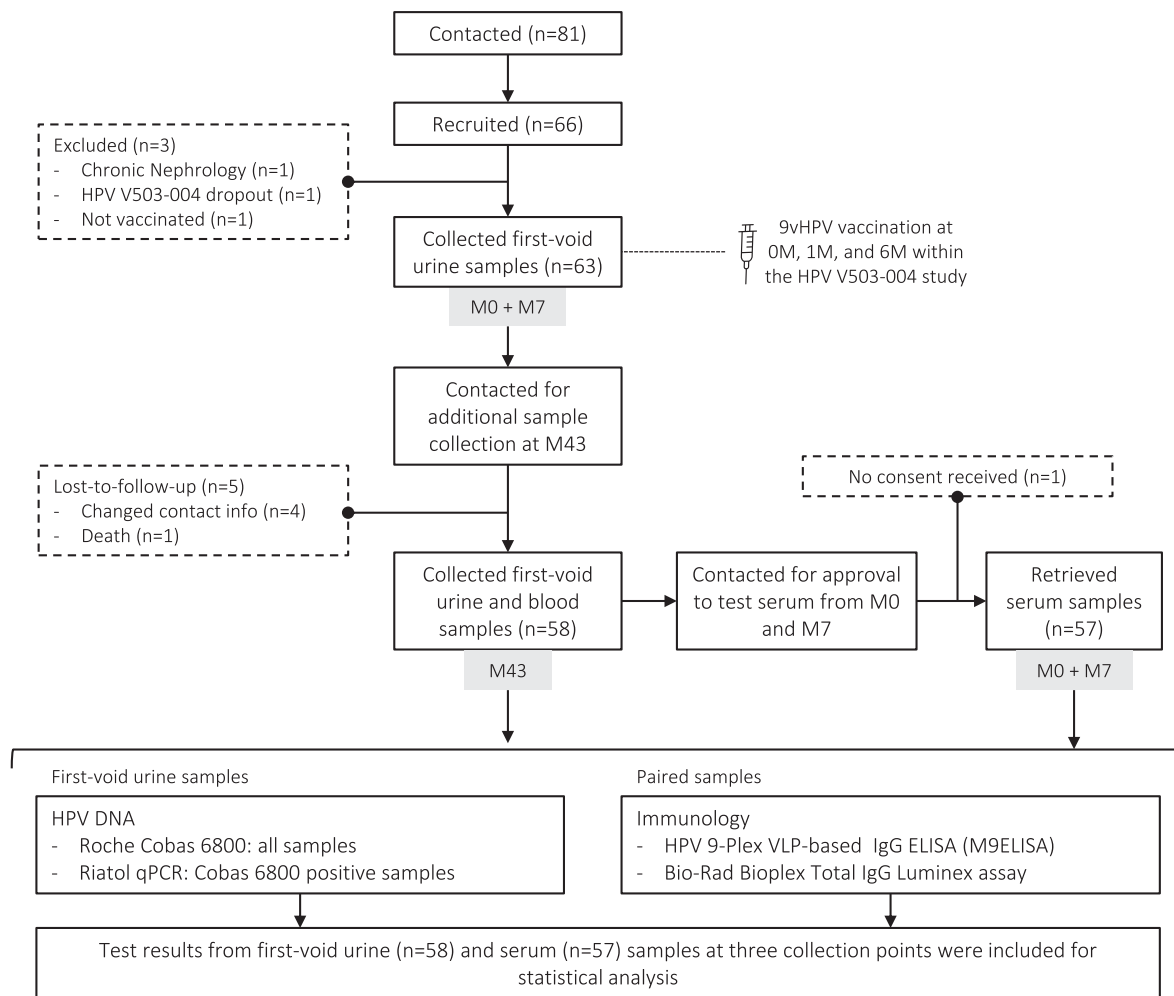 Contacted (n=81)
Recruited (n=66)
Excluded (n=3)
- Chronic Nephrology (n=1)
- HPV V503-004 dropout (n=1)
- Not vaccinated (n=1)
Collected first-void
urine samples (n=63)
M0 + M7
9vHPV vaccination at
0M, 1M, and 6M within
the HPV V503-004 study
Contacted for
additional sample
collection at M43
Lost-to-follow-up (n=5)
- Changed contact info (n=4)
- Death (n=1)
No consent received (n=1)
Collected first-void
urine and blood
samples (n=58)
M43
Contacted for approval
to test serum from M0
and M7
Retrieved
serum samples
(n=57)
M0 + M7
First-void urine samples
HPV DNA
- Roche Cobas 6800: all samples
- Riatol qPCR: Cobas 6800 positive samples
Paired samples
Immunology
- HPV 9-Plex VLP-based IgG ELISA (M9ELISA)
- Bio-Rad Bioplex Total IgG Luminex assay
Test results from first-void urine (n=58) and serum (n=57) samples at three collection points were included for
statistical analysis